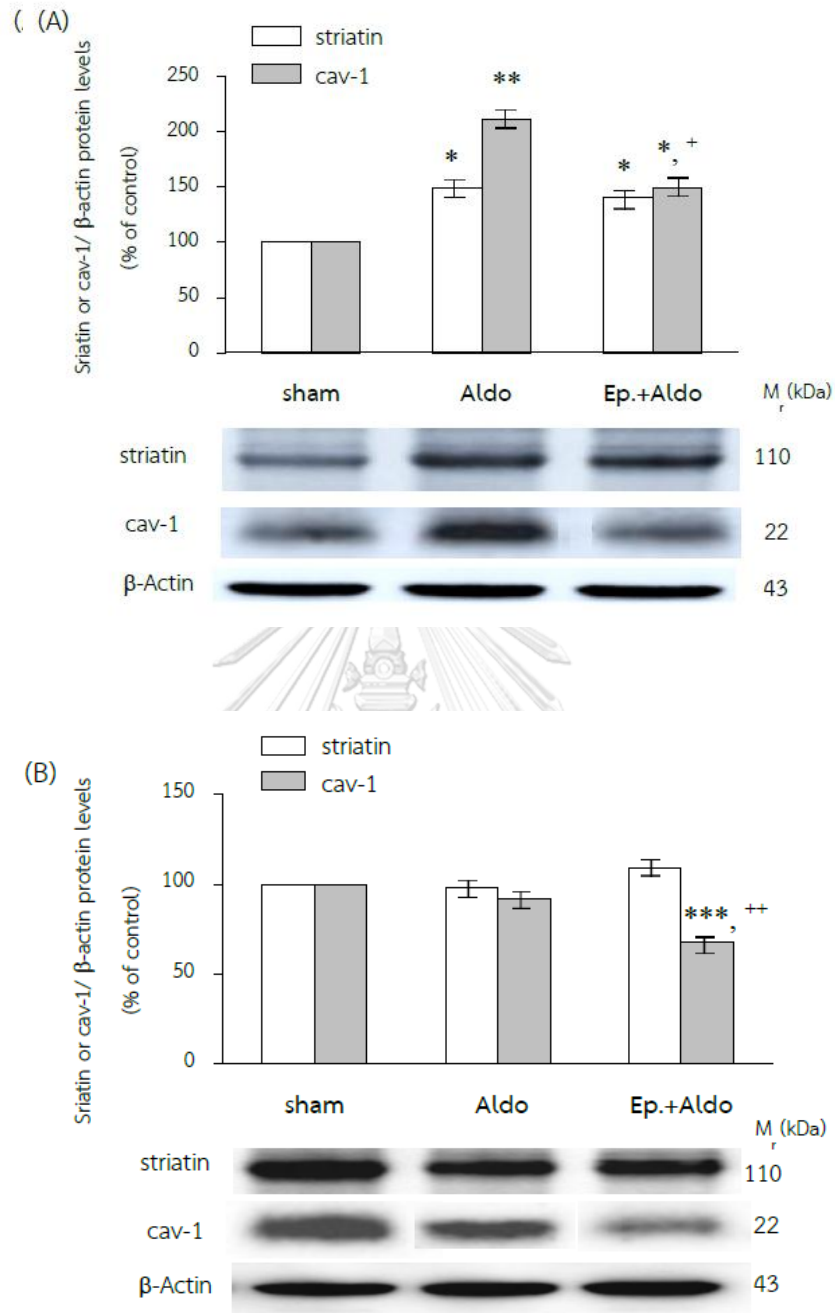 (. (A)
striatin
cav-1
Sriatin or cav-1/ β-actin protein levels
(% of control)
250
200
150
100
50
0
*
**
*
*, +
sham Aldo Ep.+Aldo Mr (kDa)
striatin 110
cav-1 22
β-Actin 43
(B)
striatin
cav-1
Sriatin or cav-1/ β-actin protein levels
(% of control)
150
100
50
0
***, ++
sham Aldo Ep.+Aldo
Mr (kDa)
striatin 110
cav-1 22
β-Actin 43